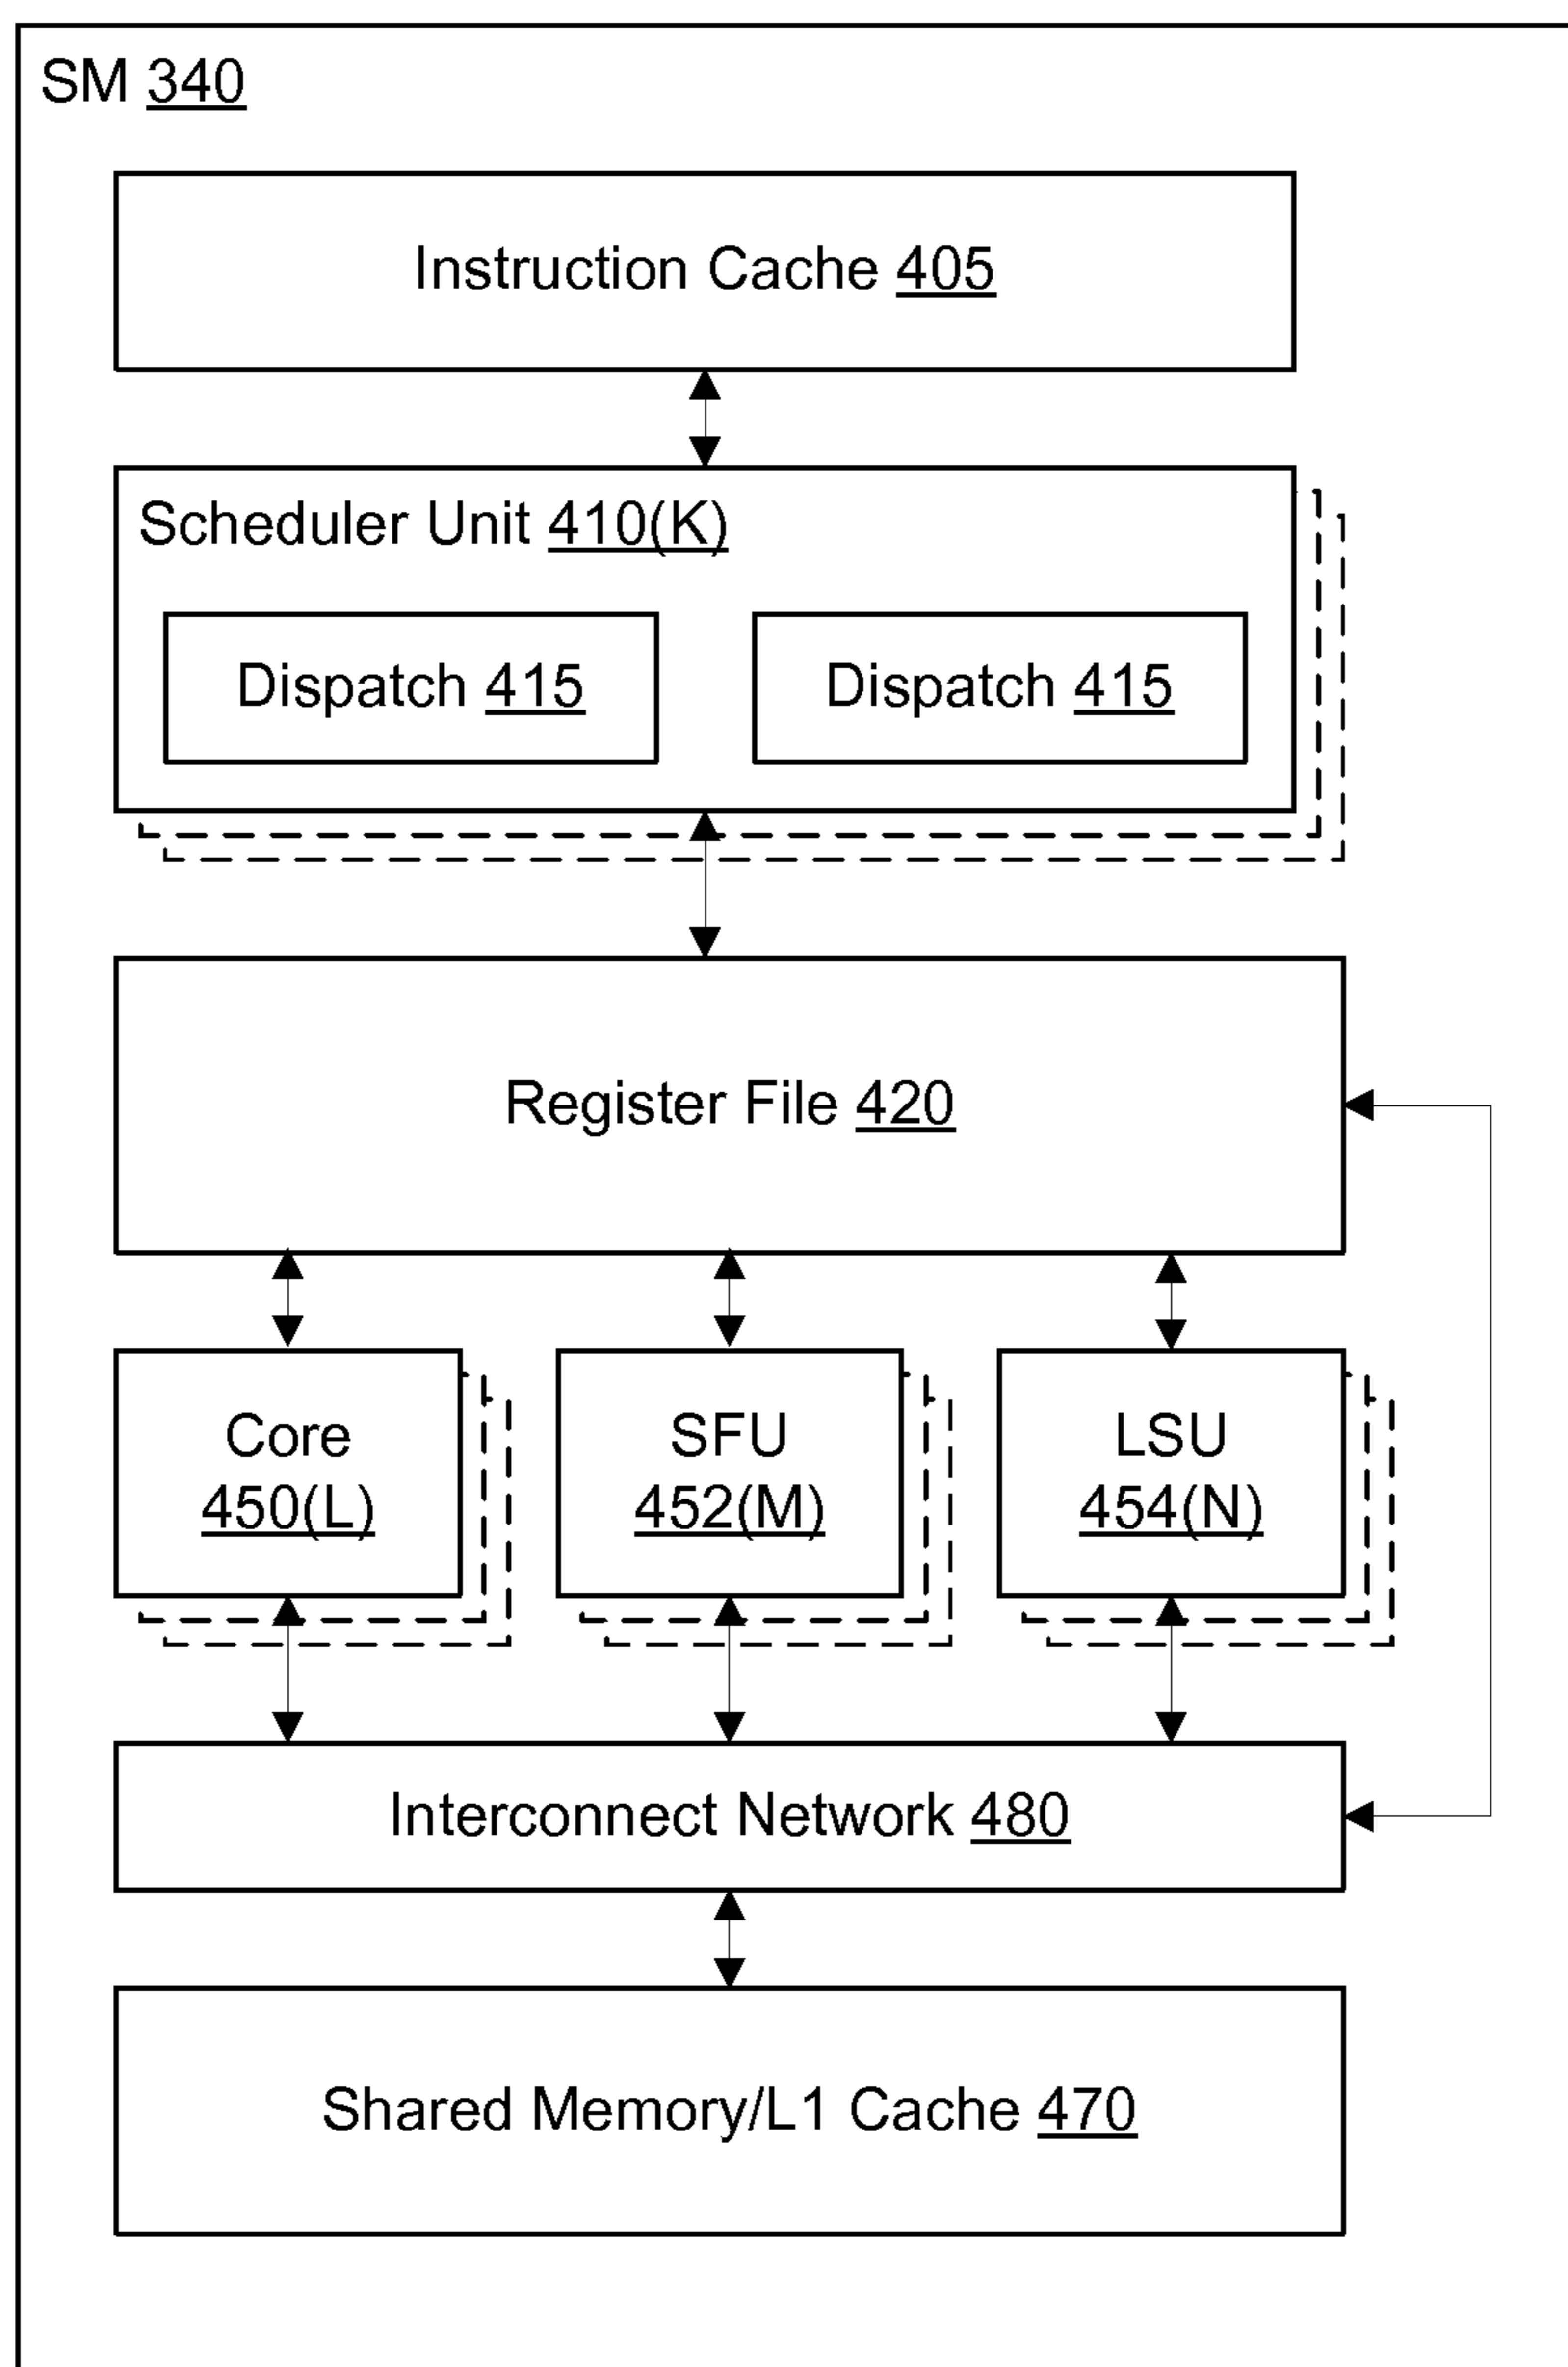 SM 340
Instruction Cache 405
Scheduler Unit 410(K)
Dispatch 415
Dispatch 415
Register File 420
Core
450(L)
SFU
452(M)
LSU
454(N)
Interconnect Network 480
Shared Memory/L1 Cache 470